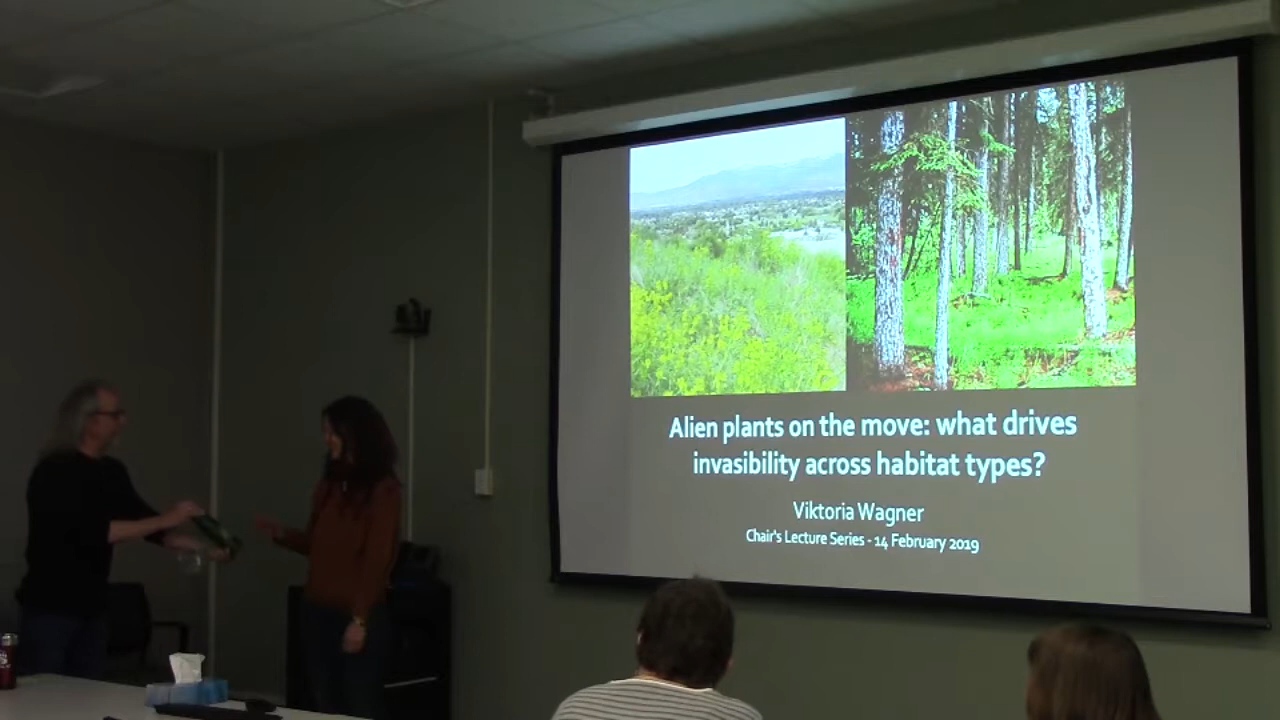 Alien plants on the move: what drives
invasibility across habitat types?
Viktoria Wagner
Chair's Lecture Series - 14 February 2019